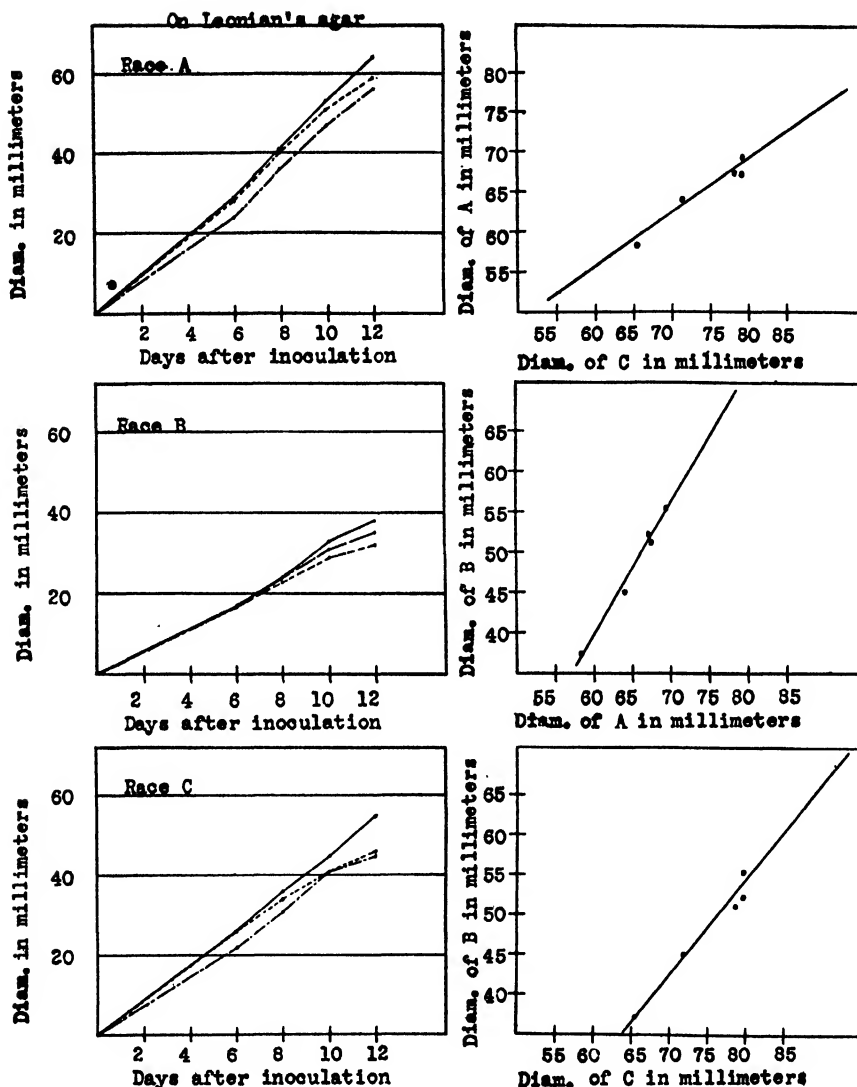 On Leonian's agar
Race A
Diam. in millimeters
60
40
20
2 4 6 8 10 12
Days after inoculation
Diam. of A in millimeters
80
70
65
60
55
55 60 65 70 75 80 85
Diam. of C in millimeters
Race B
Diam. in millimeters
60
40
20
2 4 6 8 10 12
Days after inoculation
Diam. of B in millimeters
65
60
55
50
45
40
55 60 65 70 75 80 85
Diam. of A in millimeters
Race C
Diam. in millimeters
60
40
20
2 4 6 8 10 12
Days after inoculation
Diam. of B in millimeters
65
60
55
50
45
40
55 60 65 70 75 80 85
Diam. of C in millimeters